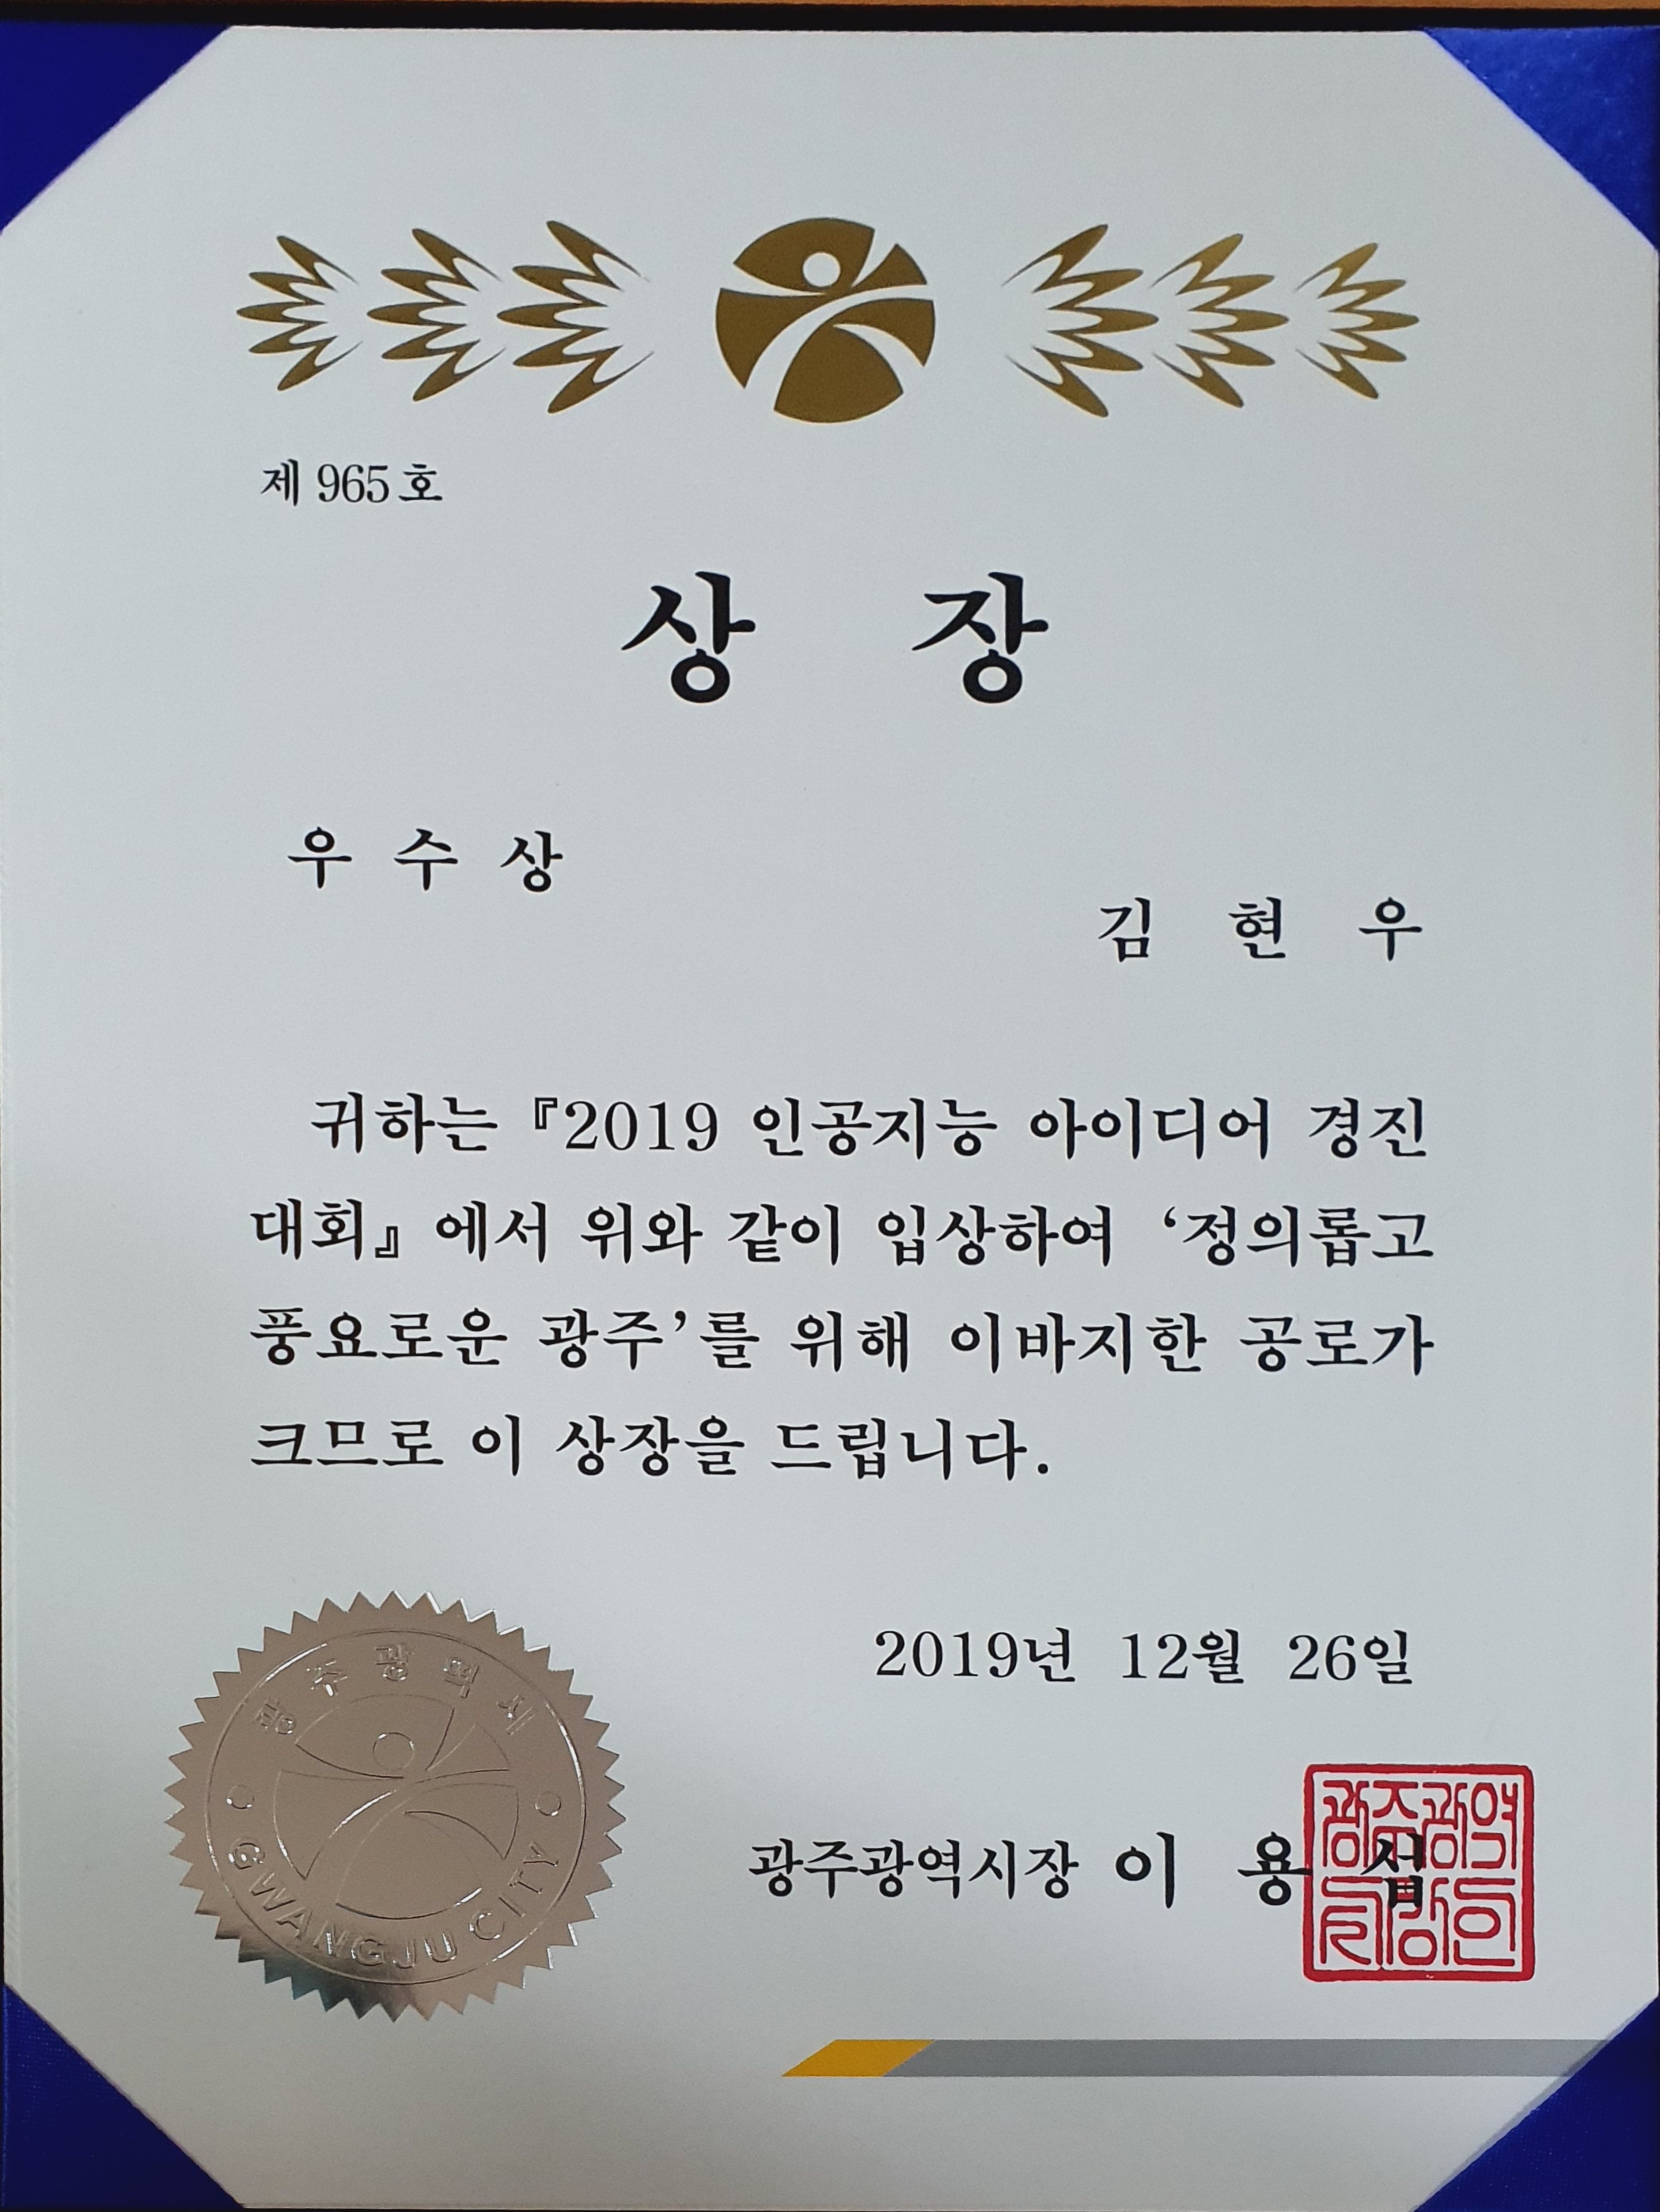 제 965호
상 장
우 수 상
김 현 우
귀하는『2019 인공지능 아이디어 경진
대회』에서 위와 같이 입상하여 ‘정의롭고
풍요로운 광주’를 위해 이바지한 공로가
크므로 이 상장을 드립니다.
2019년 12월 26일
광주광역시장 이 용 섭
광주광역
시장인
광주광역시
GWANGJU CITY